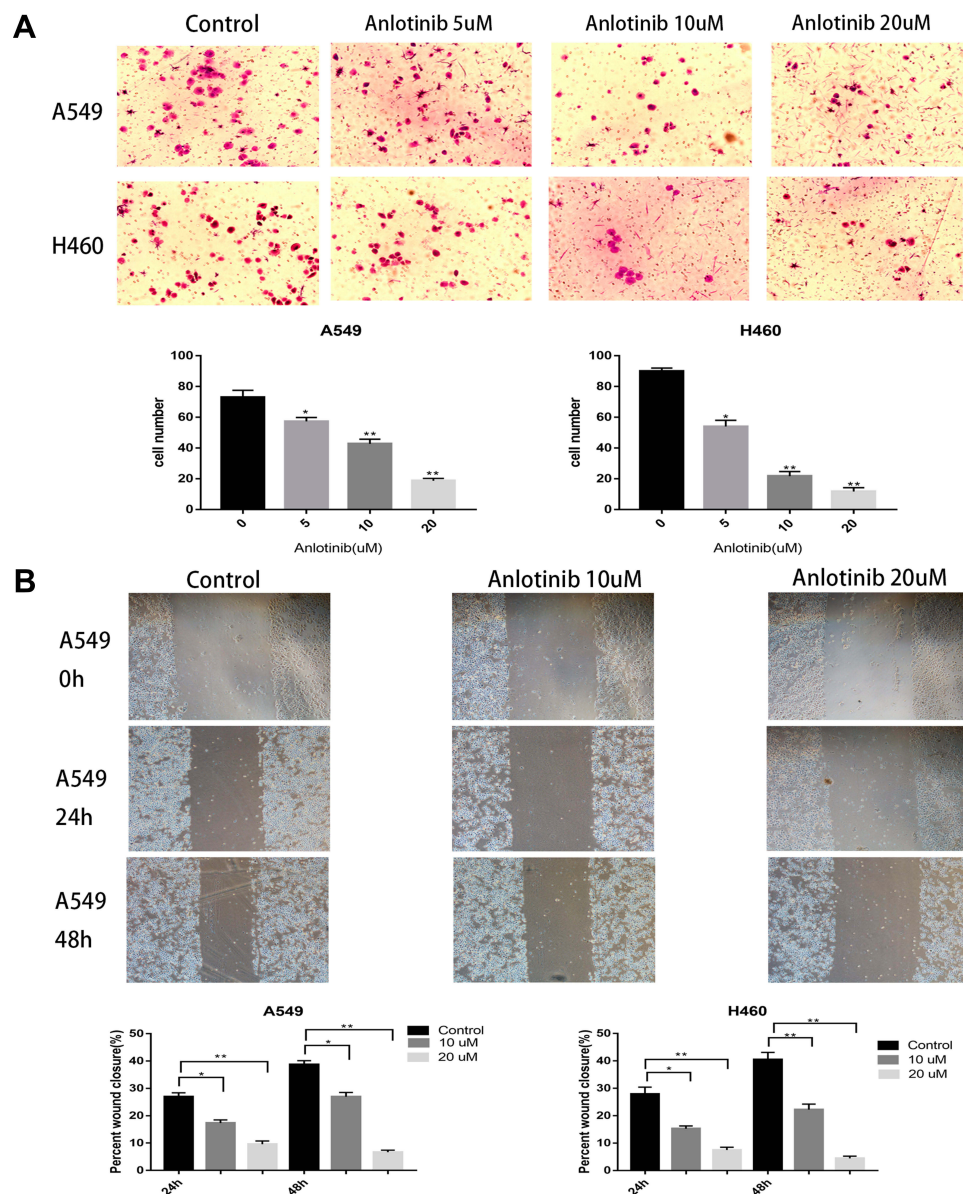 A
Control Anlotinib 5uM Anlotinib 10uM Anlotinib 20uM
A549
H460
A549
100
80
60
40
20
0
cell number
* ** **
0 5 10 20
Anlotinib(uM)
H460
100
80
60
40
20
0
cell number
* ** **
0 5 10 20
Anlotinib(uM)
B
Control Anlotinib 10uM Anlotinib 20uM
A549
0h
A549
24h
A549
48h
A549
50
40
30
20
10
0
Percent wound closure(%)
** * ** *
Control
10 uM
20 uM
24h 48h
H460
50
40
30
20
10
0
Percent wound closure(%)
** * ** **
Control
10 uM
20 uM
24h 48h